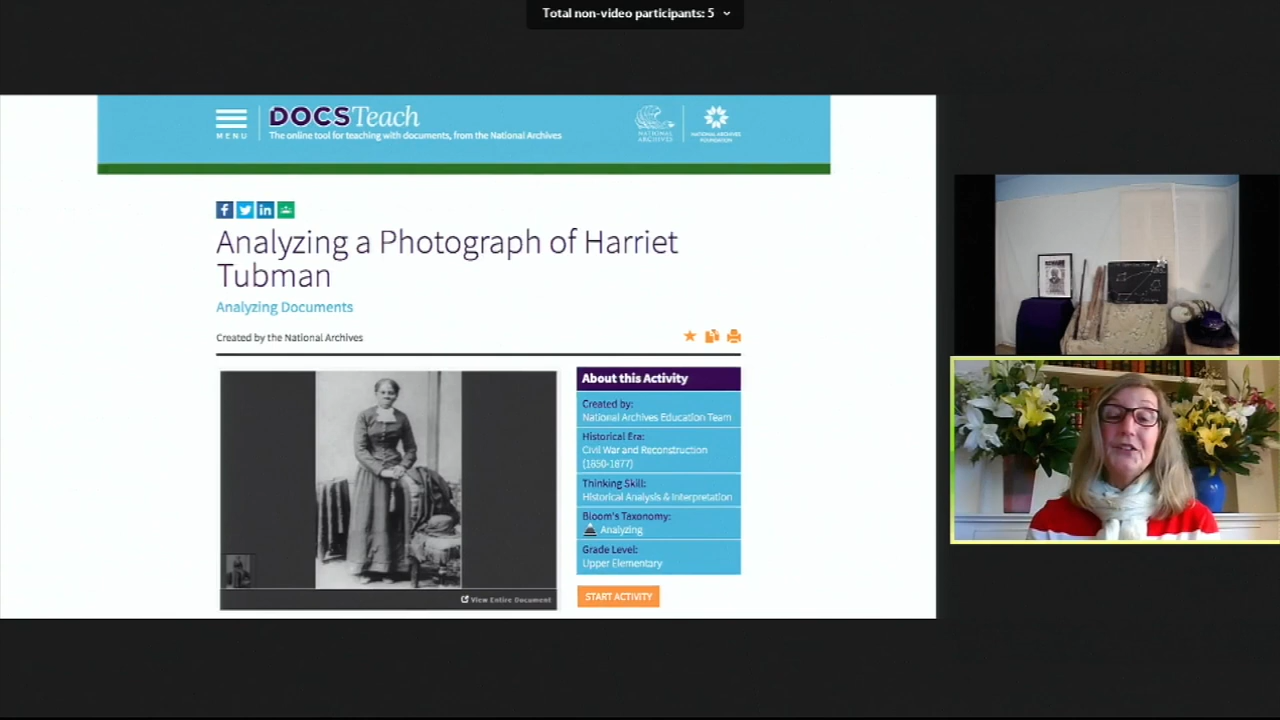 Total non-video participants: 5
MENU
DOCSTeach
The online tool for teaching with documents, from the National Archives
NATIONAL
ARCHIVES
NATIONAL ARCHIVES
FOUNDATION
Analyzing a Photograph of Harriet
Tubman
Analyzing Documents
Created by the National Archives
View Entire Document
About this Activity
Created by:
National Archives Education Team
Historical Era:
Civil War and Reconstruction
(1850-1877)
Thinking Skill:
Historical Analysis & Interpretation
Bloom's Taxonomy:
Analyzing
Grade Level:
Upper Elementary
START ACTIVITY